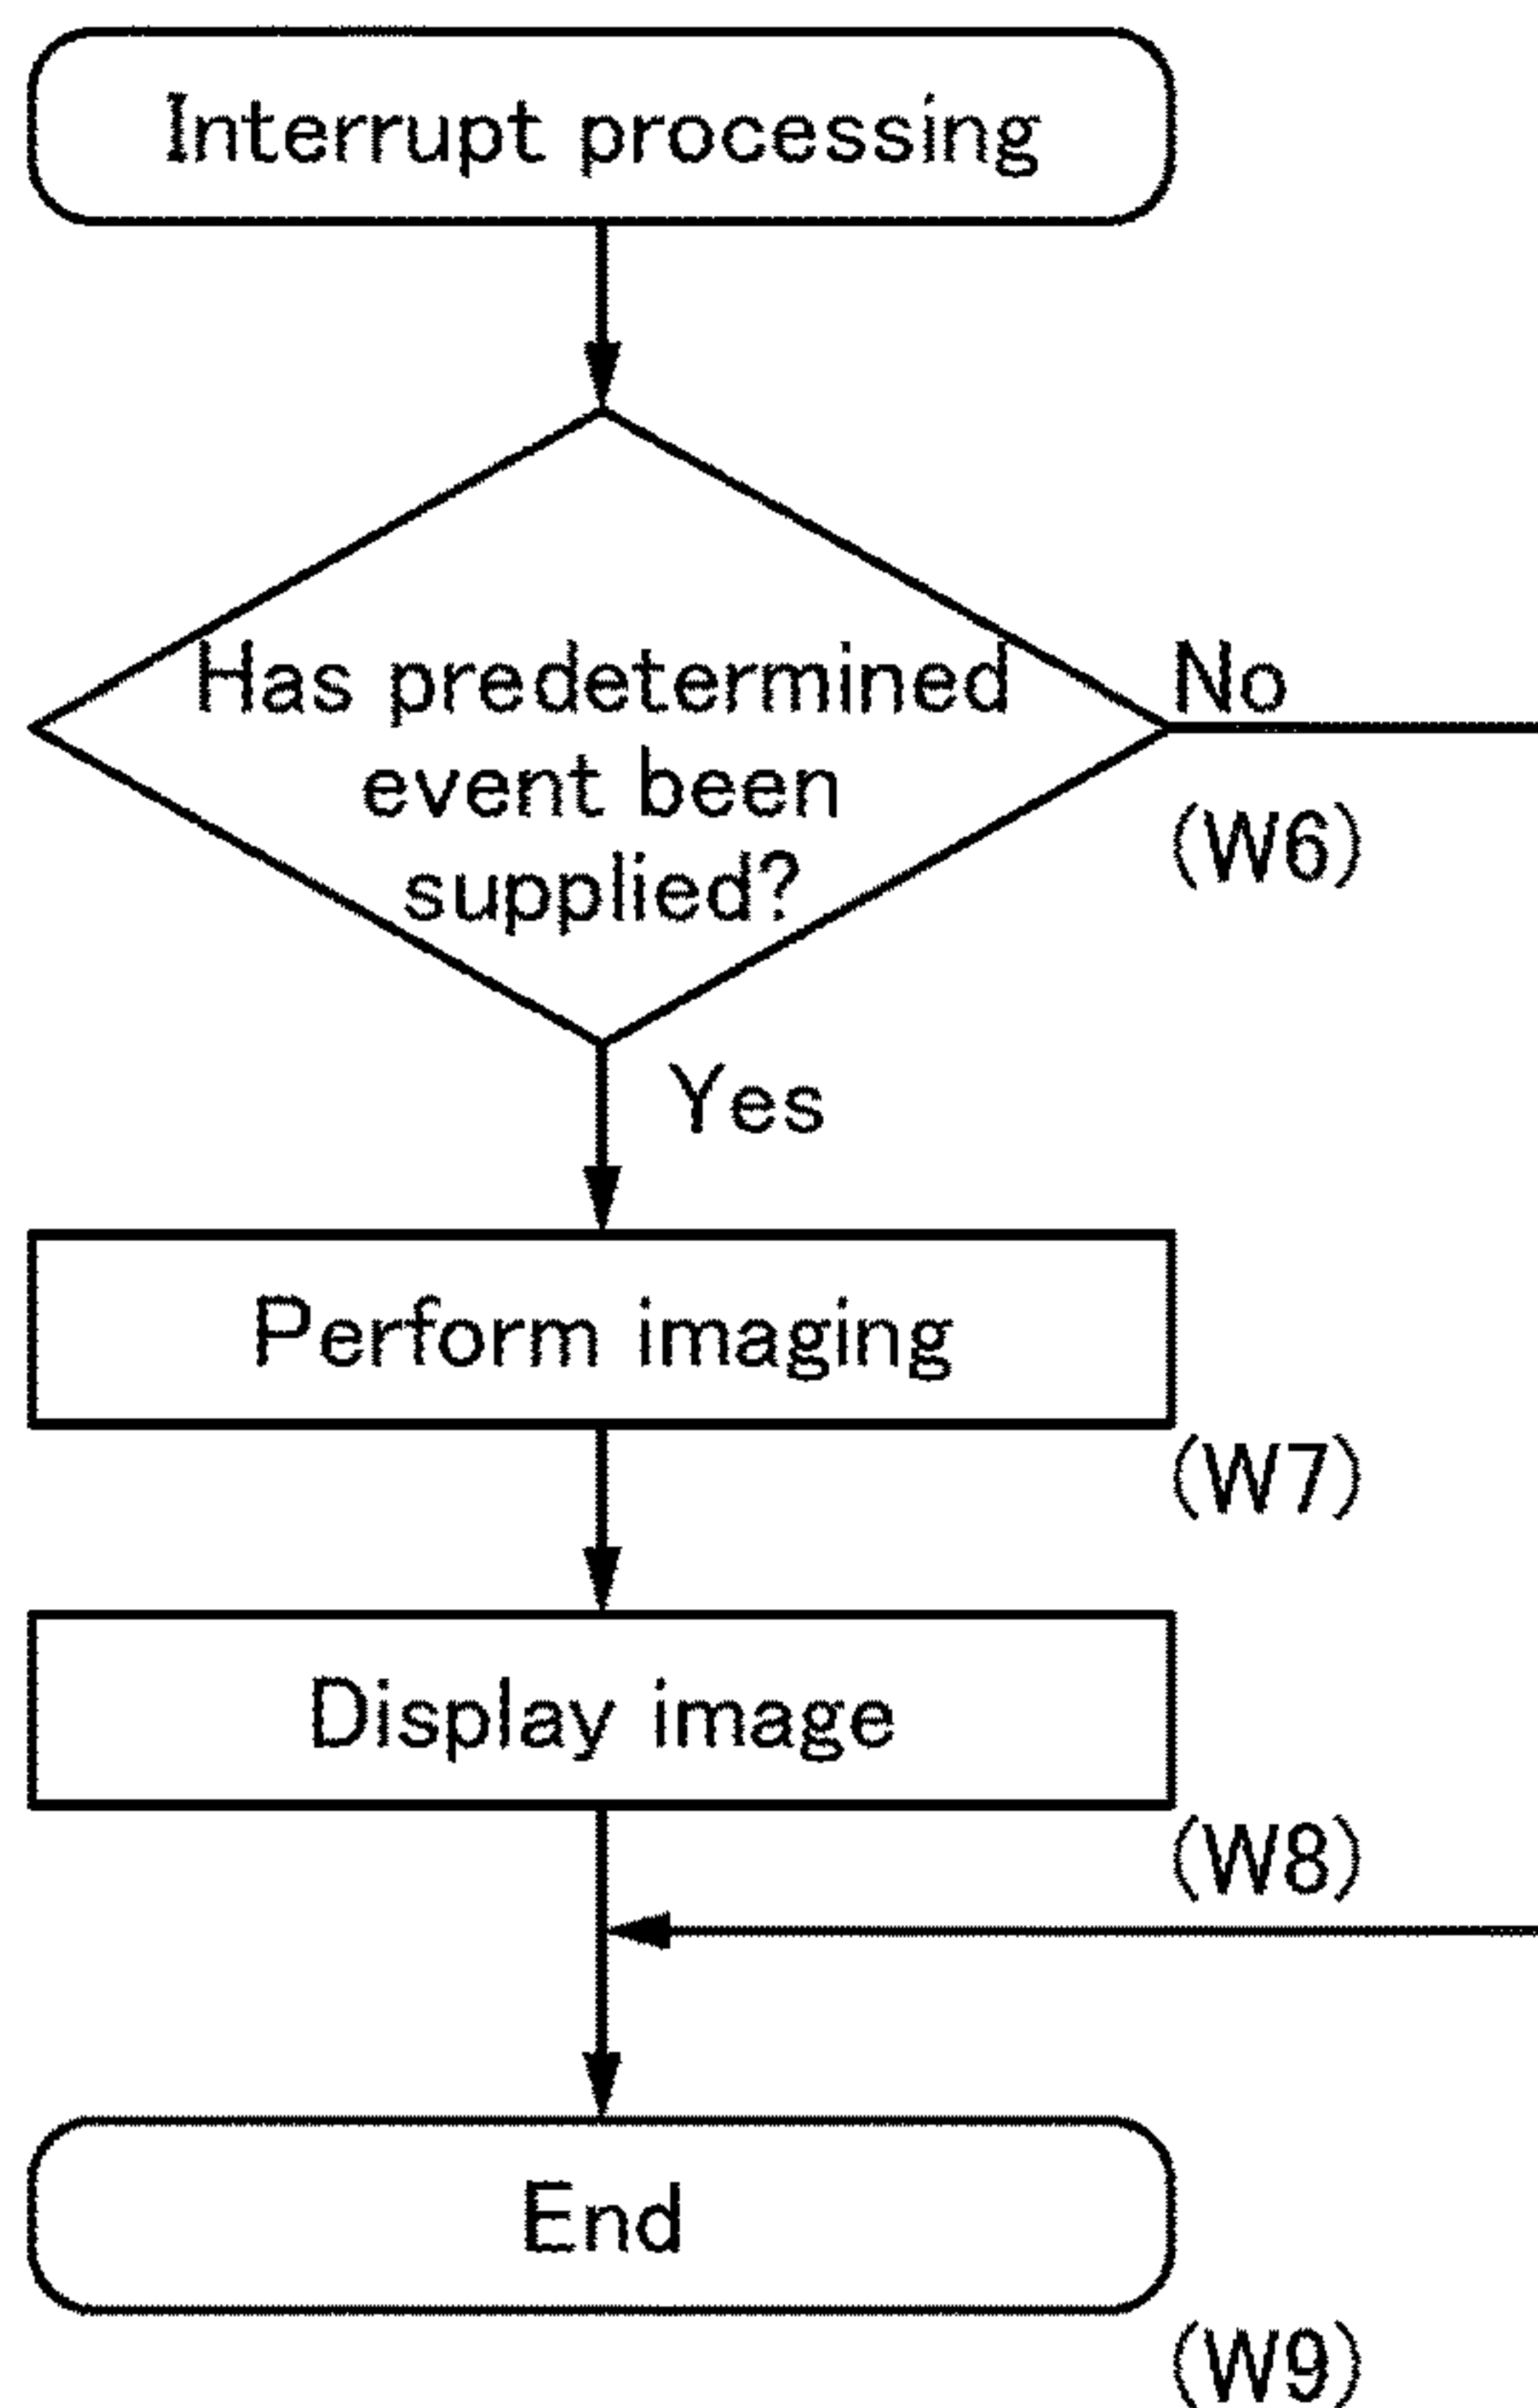 Interrupt processing
Has predetermined
event been
supplied?
No
(W6)
Yes
Perform imaging
(W7)
Display image
(W8)
End
(W9)